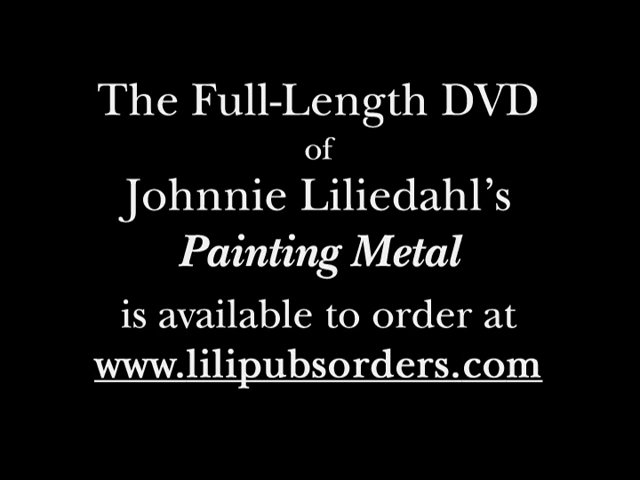 The Full-Length DVD
of
Johnnie Liliedahl’s
Painting Metal
is available to order at
www.lilipubsorders.com